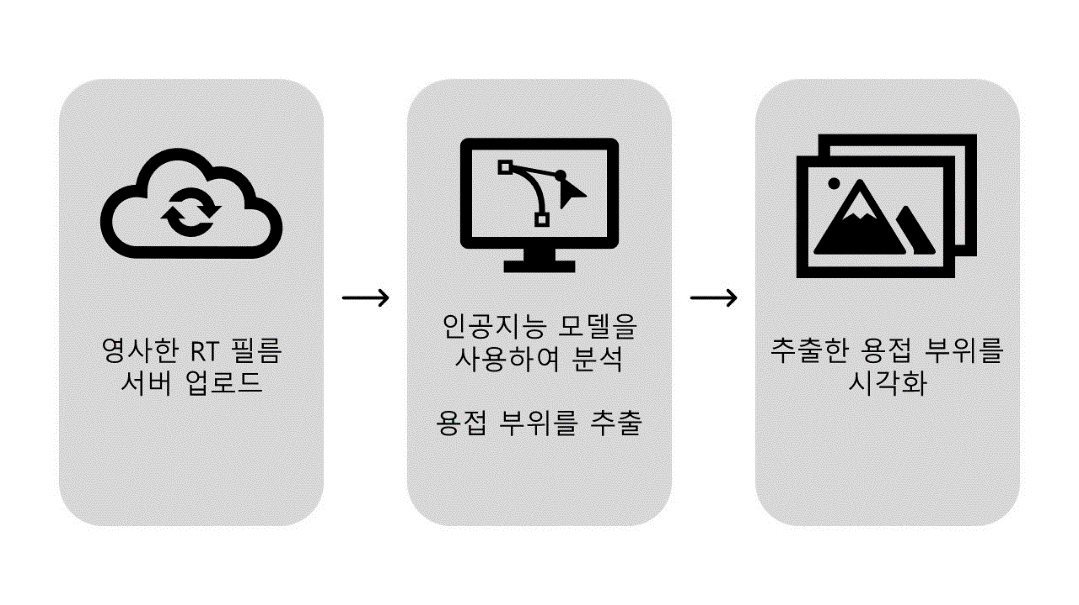 영사한 RT 필름
서버 업로드
인공지능 모델을
사용하여 분석
용접 부위를 추출
추출한 용접 부위를
시각화